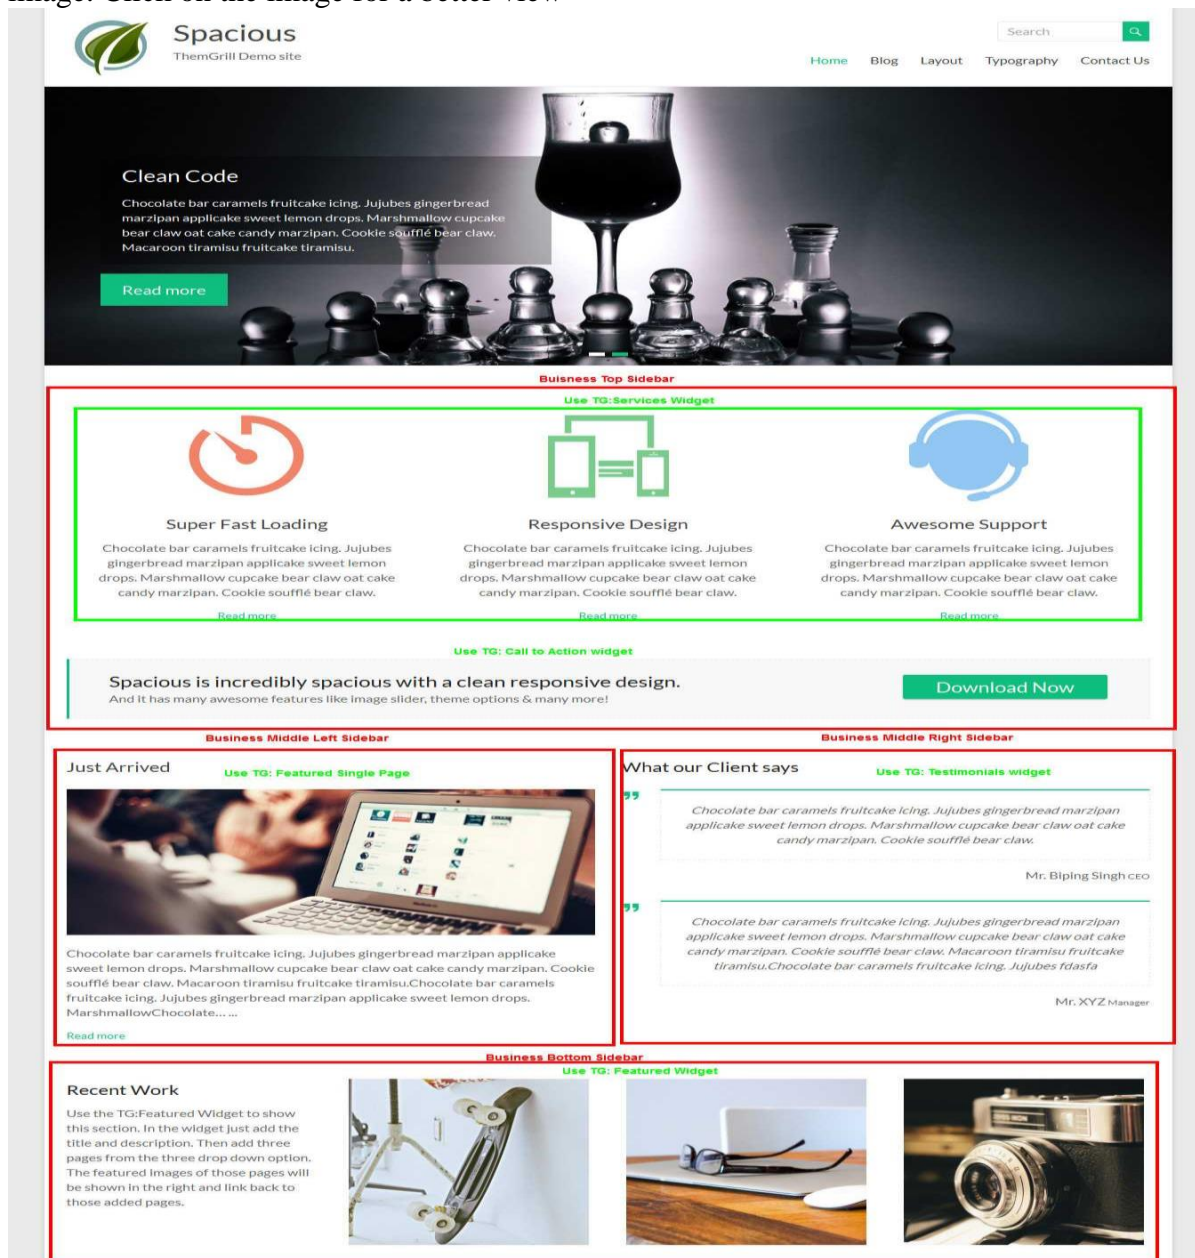 image. Click on the image for a better view
Spacious
ThemGrill Demo site
Search
Home Blog Layout Typography Contact Us
Clean Code
Chocolate bar caramels fruitcake icing. Jujubes gingerbread
marzipan applicake sweet lemon drops. Marshmallow cupcake
bear claw oat cake candy marzipan. Cookie soufflé bear claw.
Macaroon tiramisu fruitcake tiramisu.
Read more
Buisness Top Sidebar
Use TG:Services Widget
Super Fast Loading
Chocolate bar caramels fruitcake icing. Jujubes
gingerbread marzipan applicake sweet lemon
drops. Marshmallow cupcake bear claw oat cake
candy marzipan. Cookie soufflé bear claw.
Read more
Responsive Design
Chocolate bar caramels fruitcake icing. Jujubes
gingerbread marzipan applicake sweet lemon
drops. Marshmallow cupcake bear claw oat cake
candy marzipan. Cookie soufflé bear claw.
Read more
Awesome Support
Chocolate bar caramels fruitcake icing. Jujubes
gingerbread marzipan applicake sweet lemon
drops. Marshmallow cupcake bear claw oat cake
candy marzipan. Cookie soufflé bear claw.
Read more
Use TG: Call to Action widget
Spacious is incredibly spacious with a clean responsive design.
And it has many awesome features like image slider, theme options & many more!
Download Now
Business Middle Left Sidebar
Just Arrived
Use TG: Featured Single Page
Chocolate bar caramels fruitcake icing. Jujubes gingerbread marzipan applicake
sweet lemon drops. Marshmallow cupcake bear claw oat cake candy marzipan. Cookie
soufflé bear claw. Macaroon tiramisu fruitcake tiramisu.Chocolate bar caramels
fruitcake icing. Jujubes gingerbread marzipan applicake sweet lemon drops.
MarshmallowChocolate... ...
Read more
Business Middle Right Sidebar
What our Client says
Use TG: Testimonials widget
Chocolate bar caramels fruitcake icing. Jujubes gingerbread marzipan
applicake sweet lemon drops. Marshmallow cupcake bear claw oat cake
candy marzipan. Cookie soufflé bear claw.
Mr. Biping Singh CEO
Chocolate bar caramels fruitcake icing. Jujubes gingerbread marzipan
applicake sweet lemon drops. Marshmallow cupcake bear claw oat cake
candy marzipan. Cookie soufflé bear claw. Macaroon tiramisu fruitcake
tiramisu.Chocolate bar caramels fruitcake icing. Jujubes fdasfa
Mr. XYZ Manager
Business Bottom Sidebar
Use TG: Featured Widget
Recent Work
Use the TG:Featured Widget to show
this section. In the widget just add the
title and description. Then add three
pages from the three drop down option.
The featured images of those pages will
be shown in the right and link back to
those added pages.